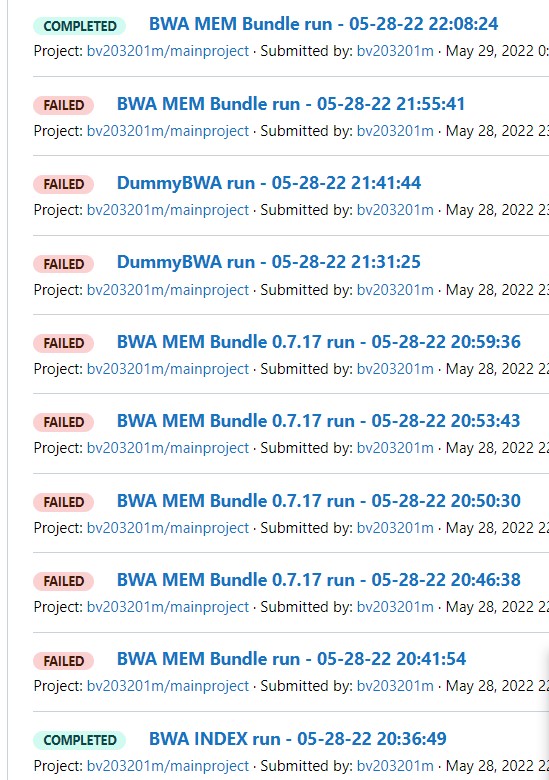 COMPLETED BWA MEM Bundle run - 05-28-22 22:08:24
Project: bv203201m/mainproject · Submitted by: bv203201m · May 29, 2022 0:
FAILED BWA MEM Bundle run - 05-28-22 21:55:41
Project: bv203201m/mainproject · Submitted by: bv203201m · May 28, 2022 23
FAILED DummyBWA run - 05-28-22 21:41:44
Project: bv203201m/mainproject · Submitted by: bv203201m · May 28, 2022 23
FAILED DummyBWA run - 05-28-22 21:31:25
Project: bv203201m/mainproject · Submitted by: bv203201m · May 28, 2022 23
FAILED BWA MEM Bundle 0.7.17 run - 05-28-22 20:59:36
Project: bv203201m/mainproject · Submitted by: bv203201m · May 28, 2022 22
FAILED BWA MEM Bundle 0.7.17 run - 05-28-22 20:53:43
Project: bv203201m/mainproject · Submitted by: bv203201m · May 28, 2022 22
FAILED BWA MEM Bundle 0.7.17 run - 05-28-22 20:50:30
Project: bv203201m/mainproject · Submitted by: bv203201m · May 28, 2022 22
FAILED BWA MEM Bundle 0.7.17 run - 05-28-22 20:46:38
Project: bv203201m/mainproject · Submitted by: bv203201m · May 28, 2022 22
FAILED BWA MEM Bundle run - 05-28-22 20:41:54
Project: bv203201m/mainproject · Submitted by: bv203201m · May 28, 2022 22
COMPLETED BWA INDEX run - 05-28-22 20:36:49
Project: bv203201m/mainproject · Submitted by: bv203201m · May 28, 2022 22